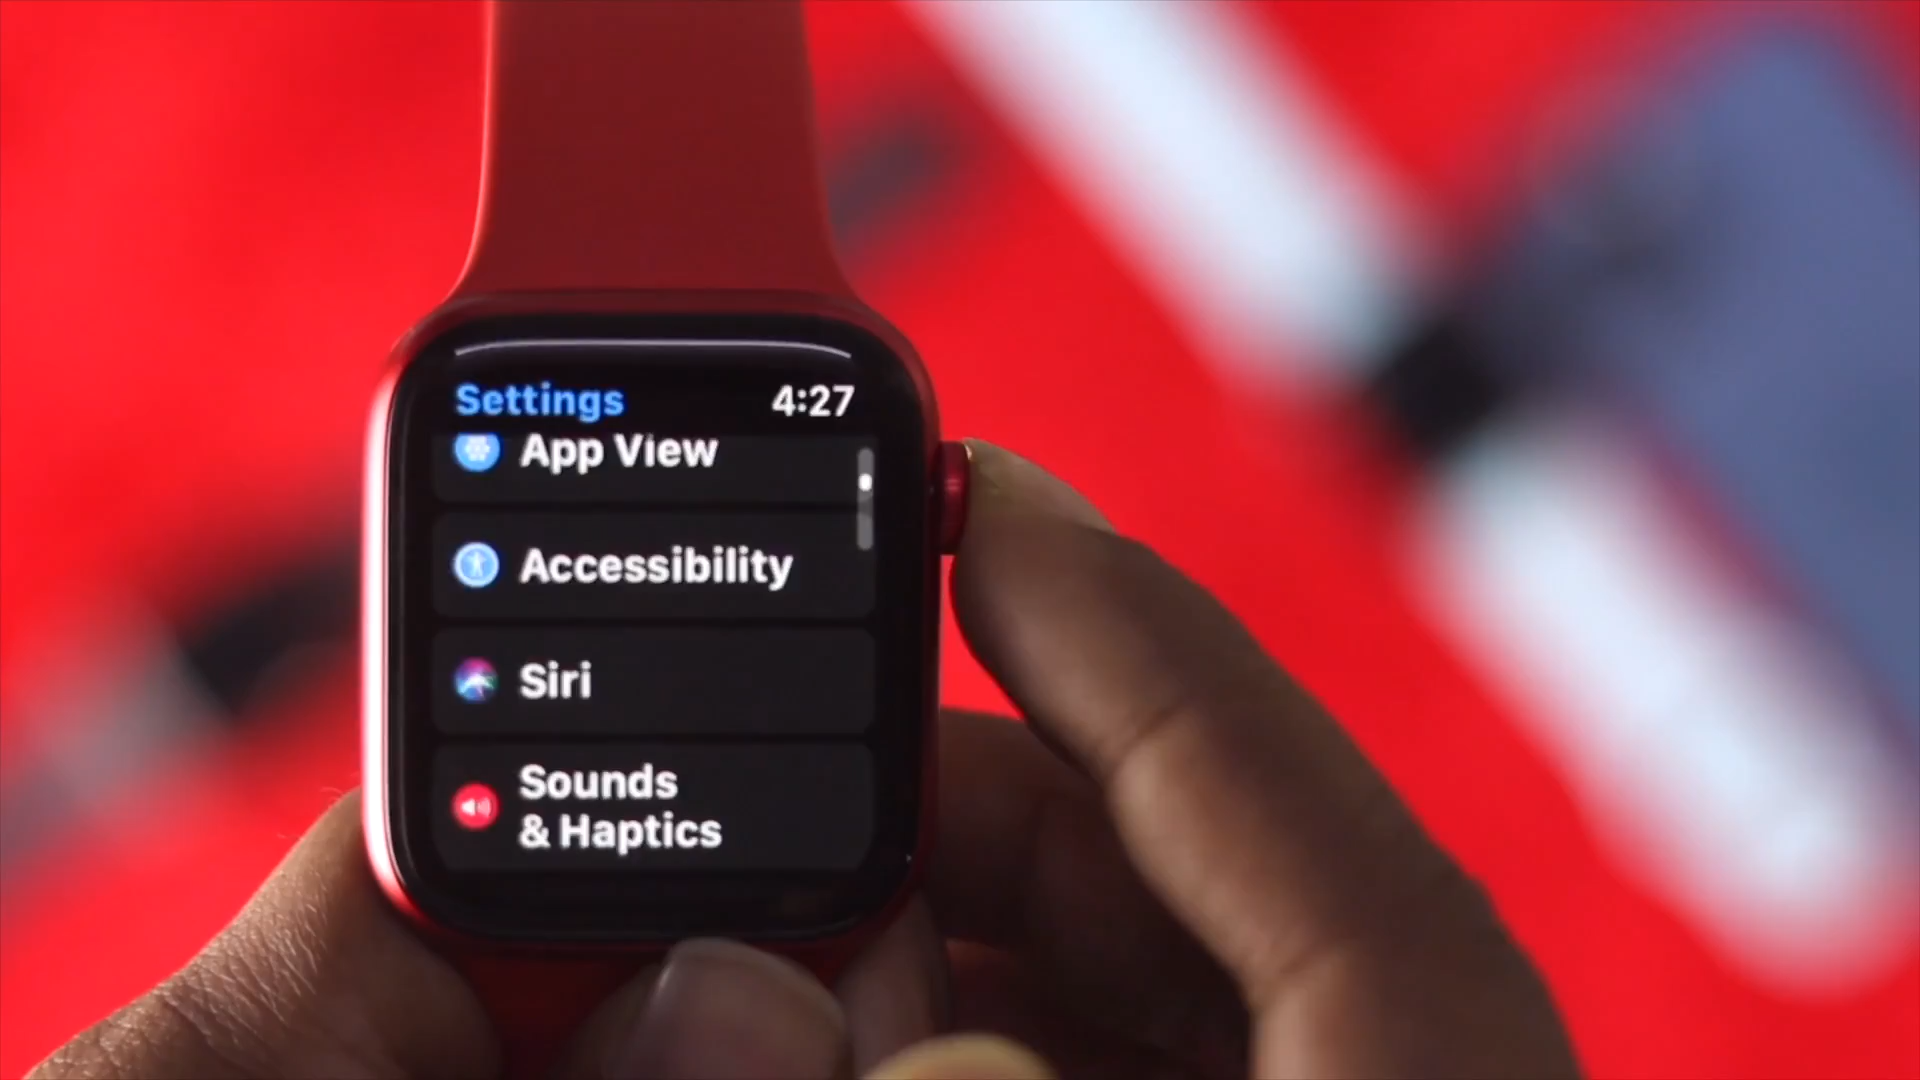 Settings 4:27
App View
Accessibility
Siri
Sounds
& Haptics